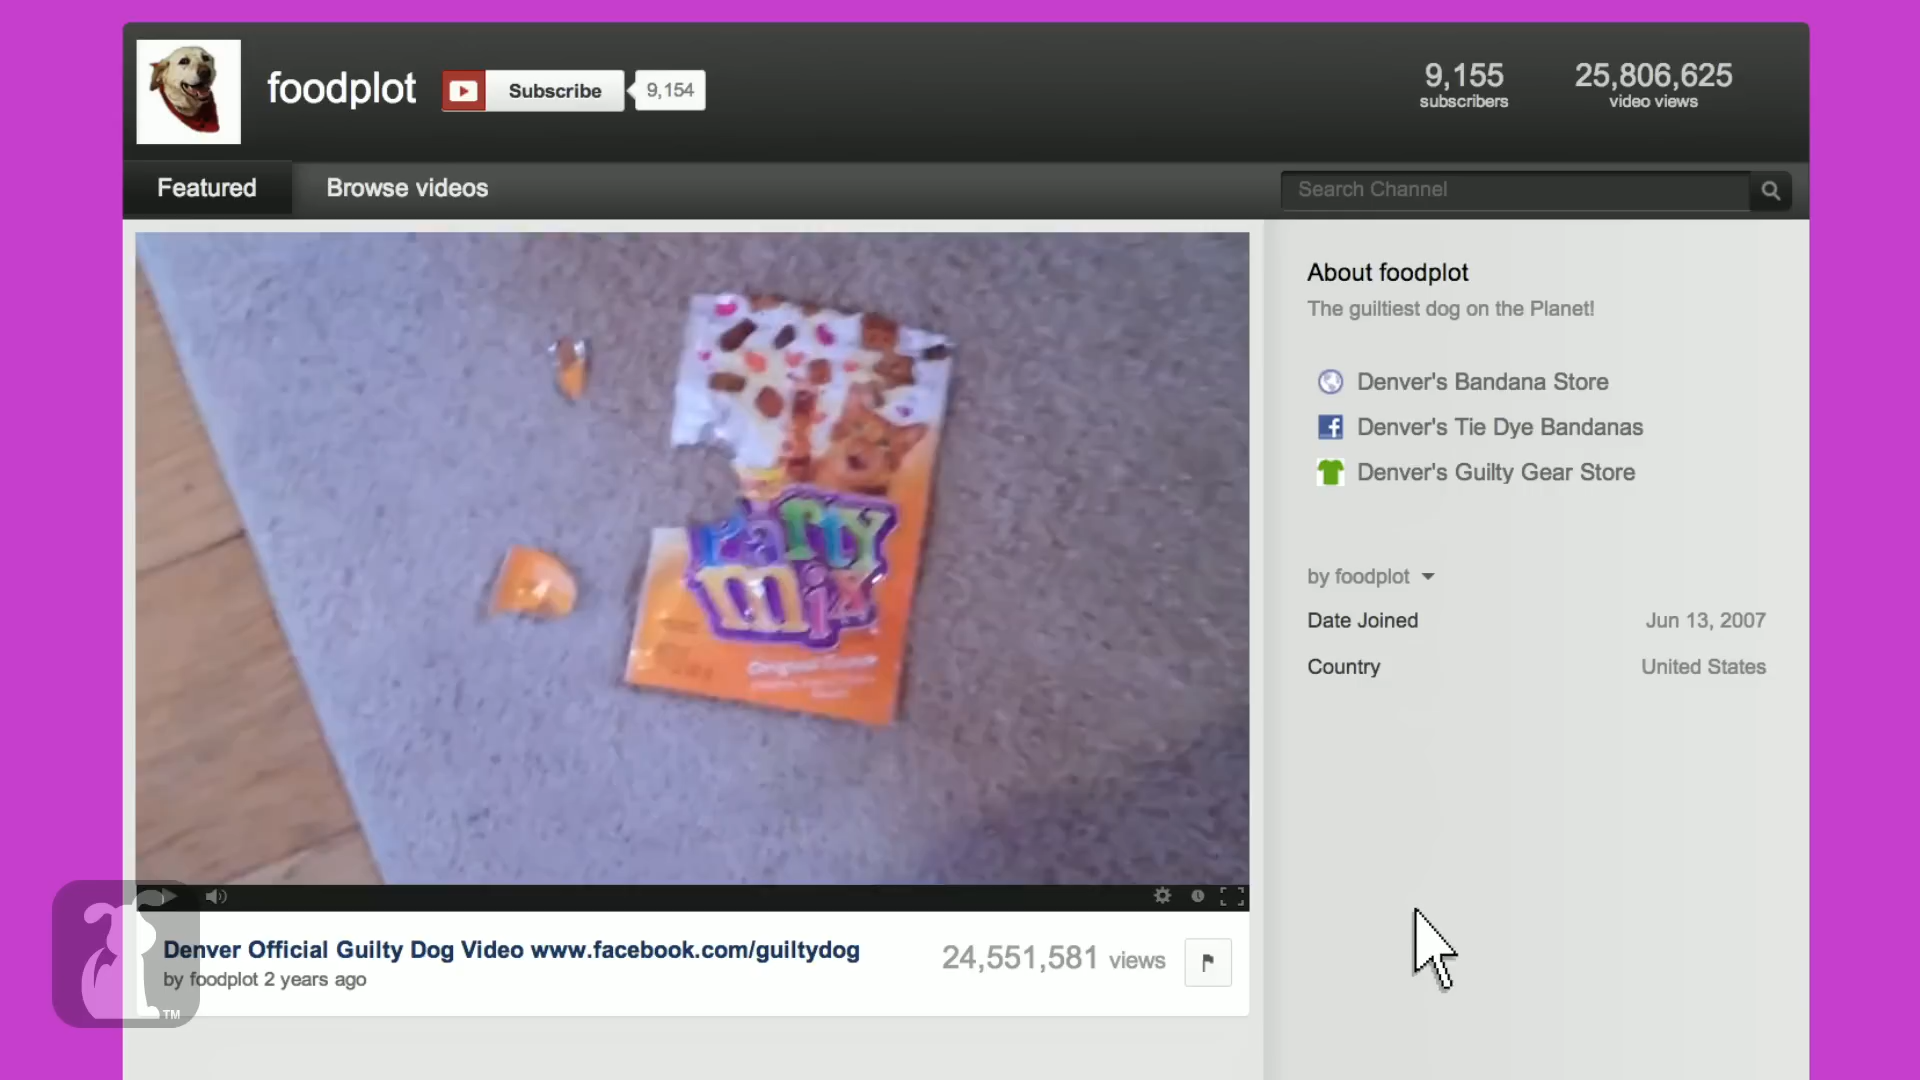 foodplot
Subscribe
9,154
9,155
subscribers
25,806,625
video views
Featured
Browse videos
Search Channel
Party
Mix
About foodplot
The guiltiest dog on the Planet!
Denver's Bandana Store
Denver's Tie Dye Bandanas
Denver's Guilty Gear Store
by foodplot
Date Joined Jun 13, 2007
Country United States
Denver Official Guilty Dog Video www.facebook.com/guiltydog
by foodplot 2 years ago
24,551,581 views
TM